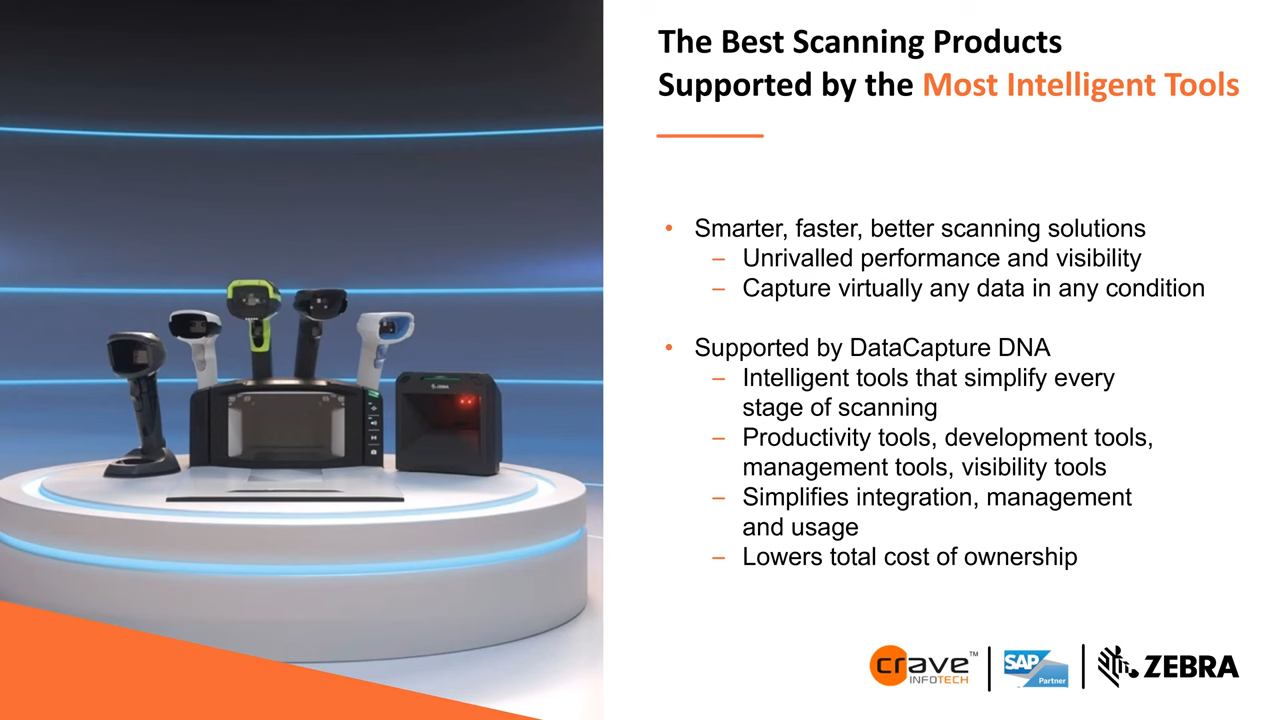 The Best Scanning Products
Supported by the Most Intelligent Tools
• Smarter, faster, better scanning solutions
– Unrivalled performance and visibility
– Capture virtually any data in any condition
• Supported by DataCapture DNA
– Intelligent tools that simplify every
stage of scanning
– Productivity tools, development tools,
management tools, visibility tools
– Simplifies integration, management
and usage
– Lowers total cost of ownership
ZEBRA
crave™
INFOTECH
SAP
Partner
ZEBRA